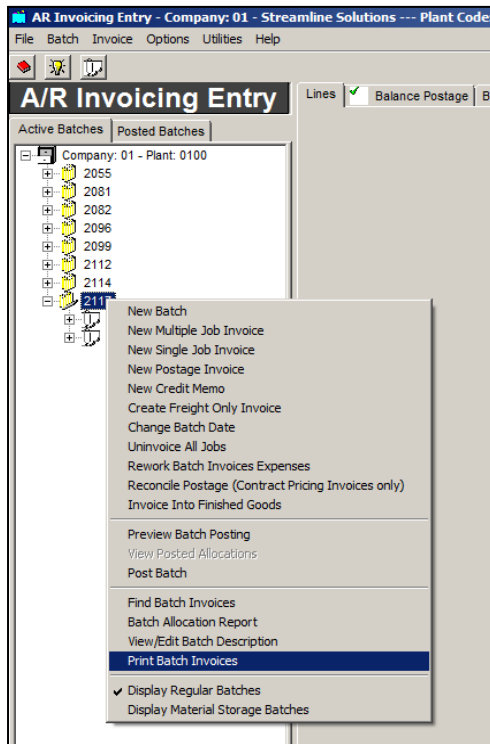 AR Invoicing Entry - Company: 01 - Streamline Solutions --- Plant Code
File Batch Invoice Options Utilities Help
A/R Invoicing Entry
Lines Balance Postage B
Active Batches Posted Batches
Company: 01 - Plant: 0100
2055
2081
2082
2096
2099
2112
2114
2117
New Batch
New Multiple Job Invoice
New Single Job Invoice
New Postage Invoice
New Credit Memo
Create Freight Only Invoice
Change Batch Date
Uninvoice All Jobs
Rework Batch Invoices Expenses
Reconcile Postage (Contract Pricing Invoices only)
Invoice Into Finished Goods
Preview Batch Posting
View Posted Allocations
Post Batch
Find Batch Invoices
Batch Allocation Report
View/Edit Batch Description
Print Batch Invoices
Display Regular Batches
Display Material Storage Batches